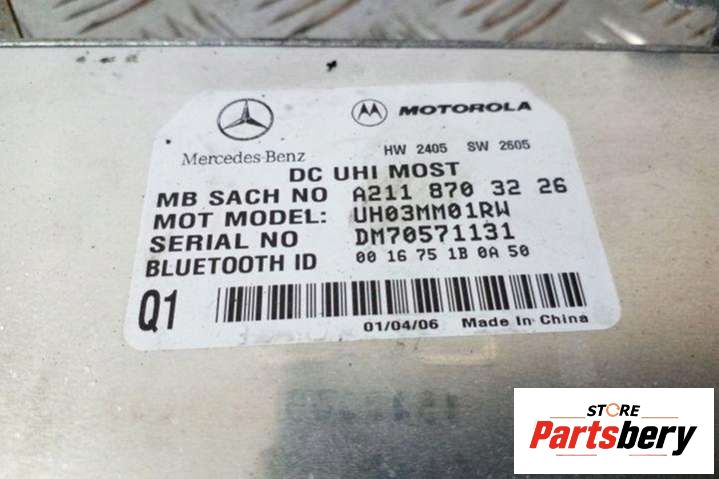 Mercedes-Benz
MOTOROLA
HW 2405 SW 2605
DC UHI MOST
MB SACH NO A211 870 32 26
MOT MODEL: UH03MM01RW
SERIAL NO DM70571131
BLUETOOTH ID 00 16 75 1B 0A 50
Q1
01/04/06 Made In China
STORE
Partsbery